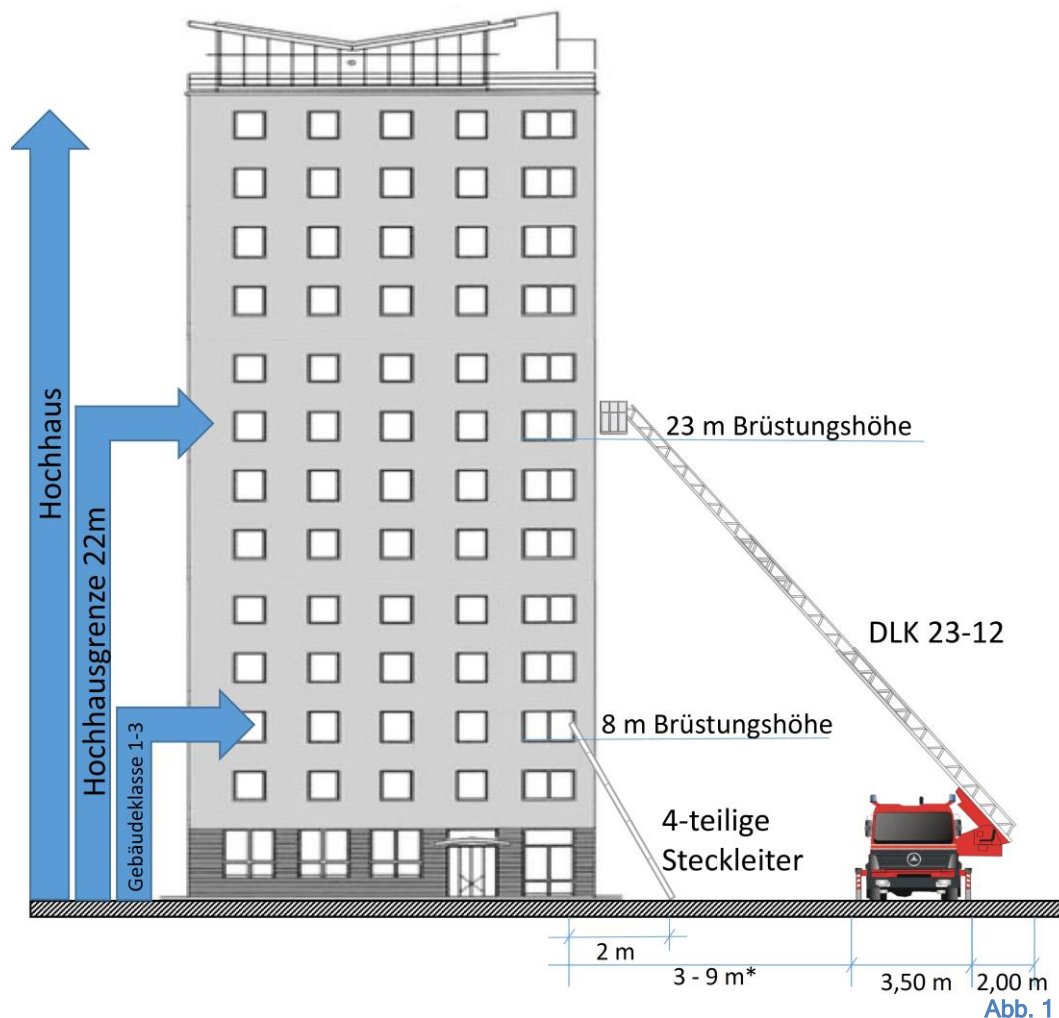 Hochhaus
Hochhausgrenze 22m
Gebäudeklasse 1-3
23 m Brüstungshöhe
DLK 23-12
8 m Brüstungshöhe
4-teilige
Steckleiter
2 m
3 - 9 m*
3,50 m
2,00 m
Abb. 1